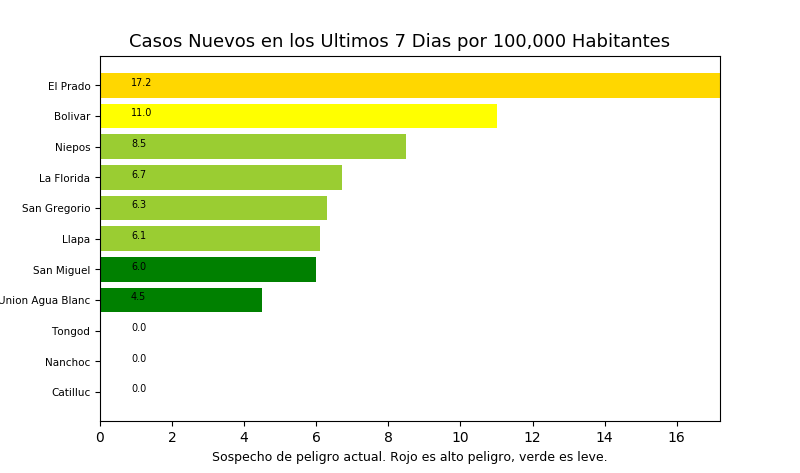 Casos Nuevos en los Ultimos 7 Dias por 100,000 Habitantes
El Prado 17.2
Bolivar 11.0
Niepos 8.5
La Florida 6.7
San Gregorio 6.3
Llapa 6.1
San Miguel 6.0
Union Agua Blanc 4.5
Tongod 0.0
Nanchoc 0.0
Catilluc 0.0
0 2 4 6 8 10 12 14 16
Sospecho de peligro actual. Rojo es alto peligro, verde es leve.